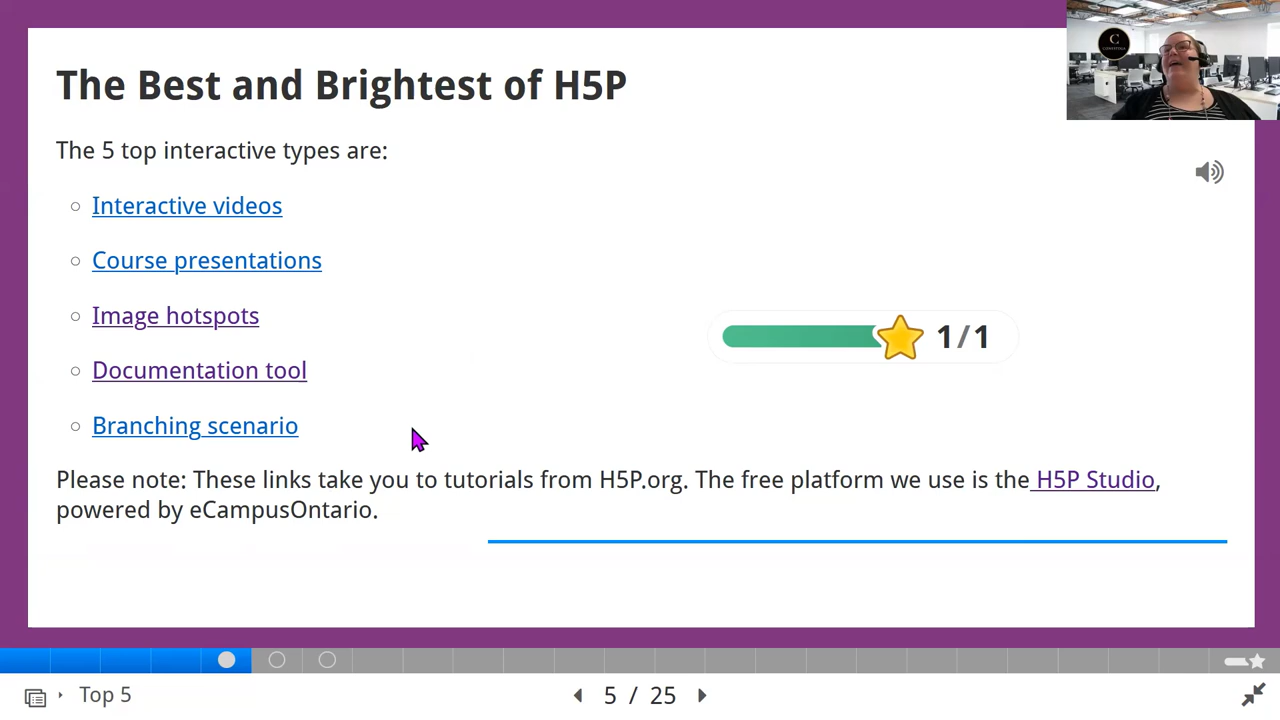 The Best and Brightest of H5P
The 5 top interactive types are:
Interactive videos
Course presentations
Image hotspots
Documentation tool
Branching scenario
1/1
Please note: These links take you to tutorials from H5P.org. The free platform we use is the H5P Studio,
powered by eCampusOntario.
Top 5
5 / 25